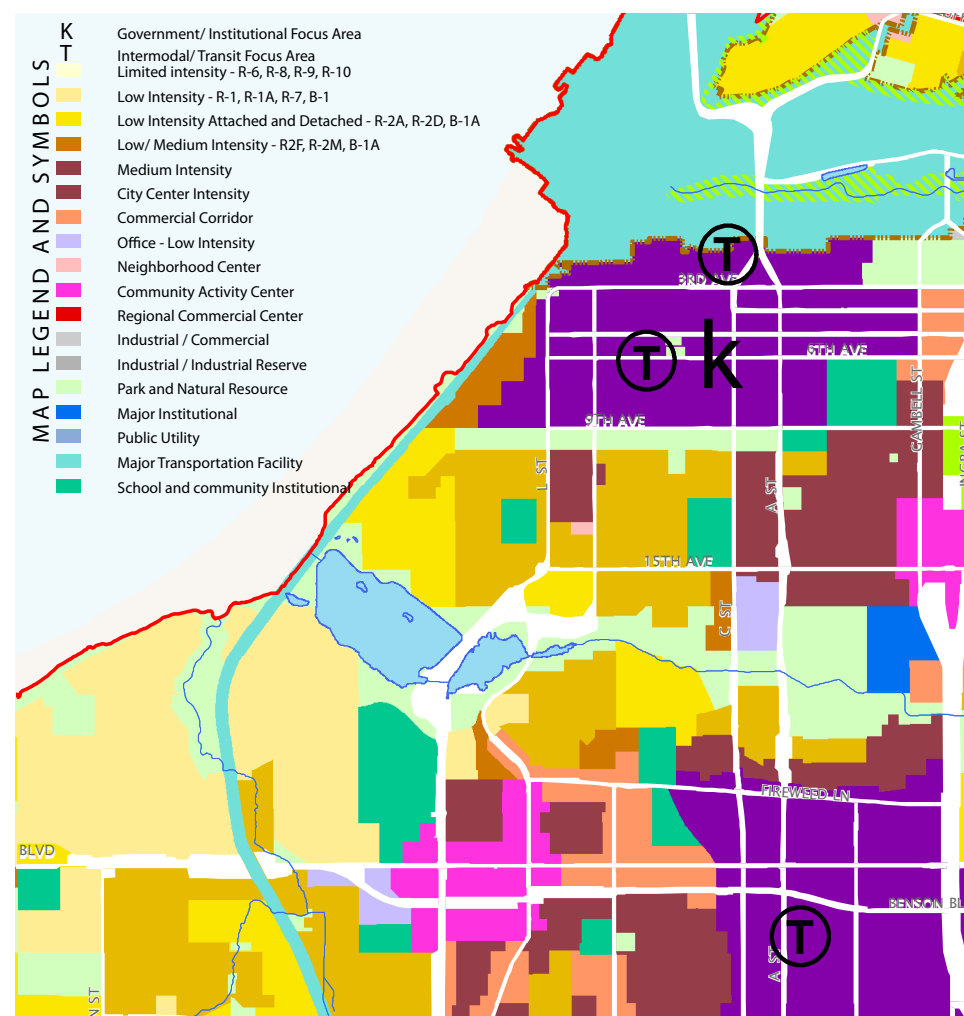 MAP LEGEND AND SYMBOLS
K Government/ Institutional Focus Area
T Intermodal/ Transit Focus Area
Limited intensity - R-6, R-8, R-9, R-10
Low Intensity - R-1, R-1A, R-7, B-1
Low Intensity Attached and Detached - R-2A, R-2D, B-1A
Low/ Medium Intensity - R2F, R-2M, B-1A
Medium Intensity
City Center Intensity
Commercial Corridor
Office - Low Intensity
Neighborhood Center
Community Activity Center
Regional Commercial Center
Industrial / Commercial
Industrial / Industrial Reserve
Park and Natural Resource
Major Institutional
Public Utility
Major Transportation Facility
School and community Institutional
T
3RD AVE
T
k
6TH AVE
GAMBELL ST
9TH AVE
L ST
A ST
15TH AVE
C ST
FIREWEED LN
BLVD
BENSON BL
T
A ST
N ST